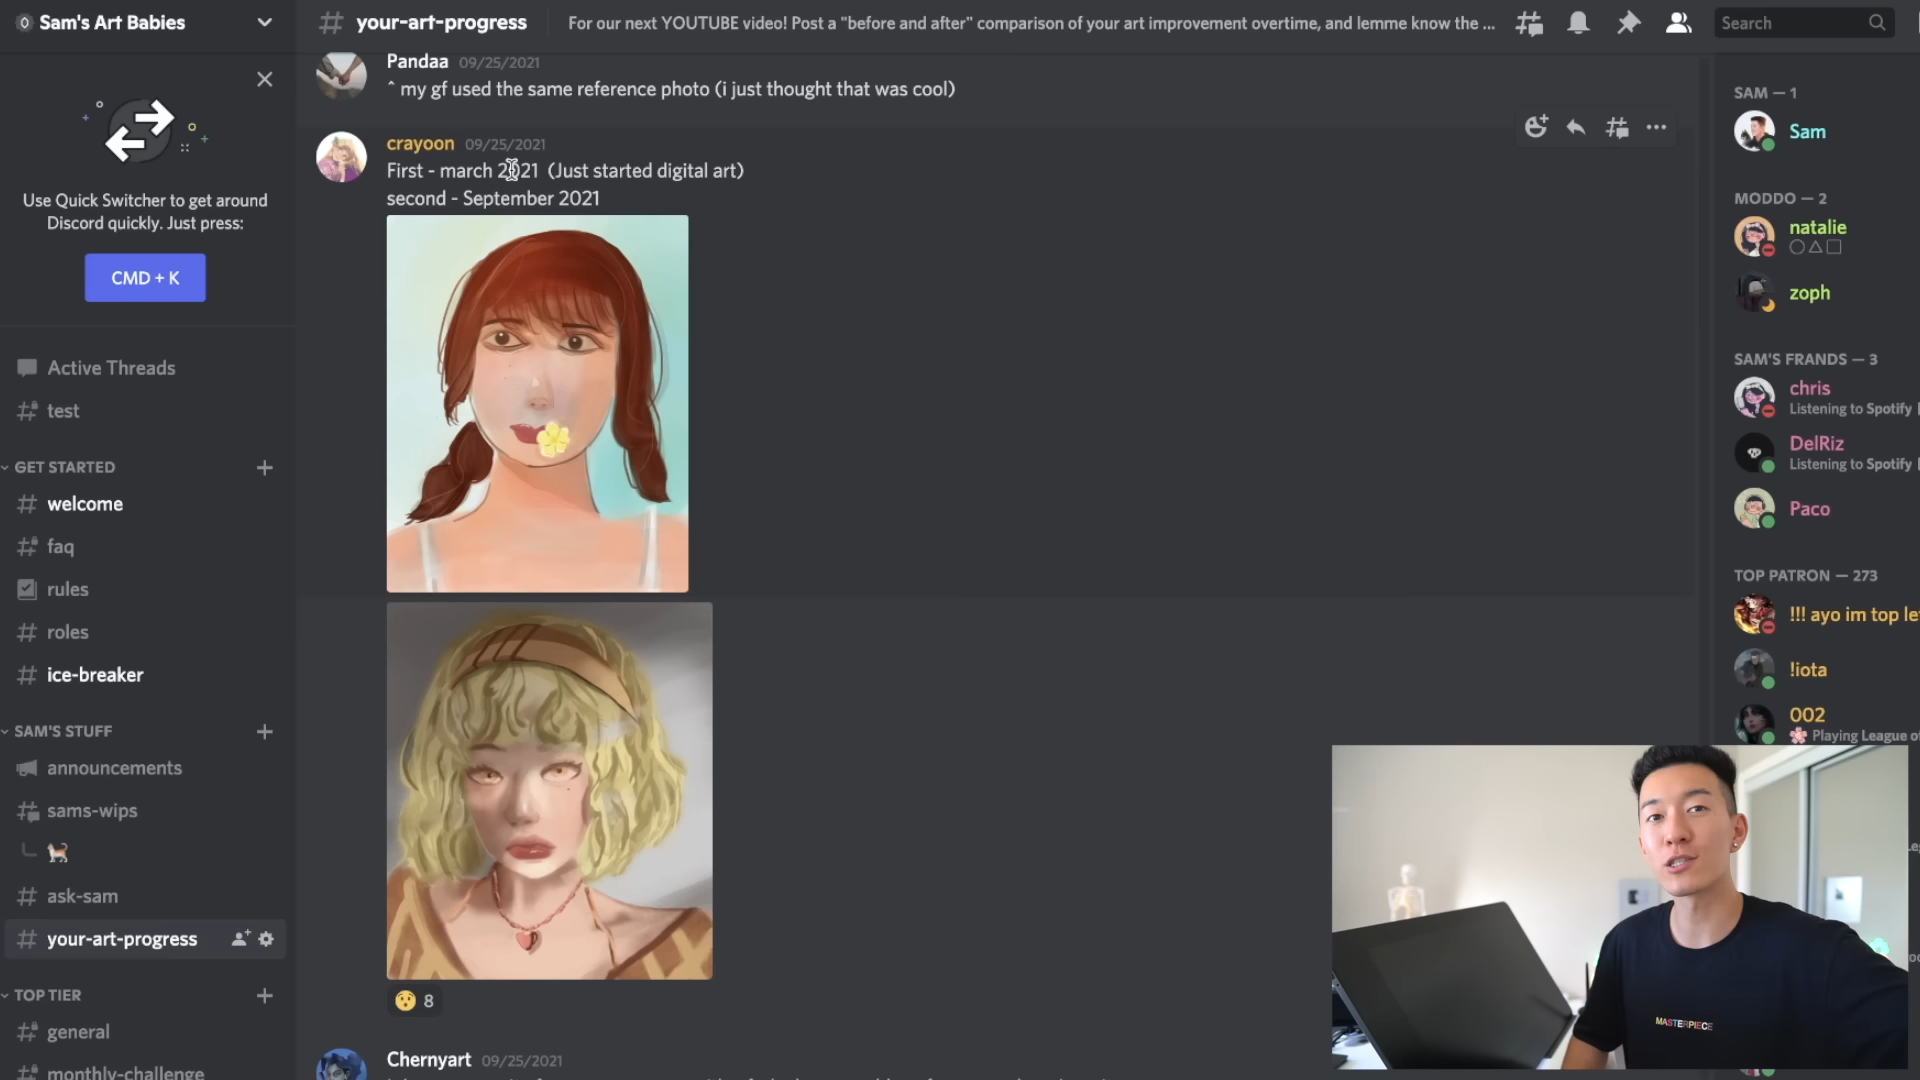 Sam's Art Babies
Use Quick Switcher to get around
Discord quickly. Just press:
CMD + K
Active Threads
test
GET STARTED
welcome
faq
rules
roles
ice-breaker
SAM'S STUFF
announcements
sams-wips
ask-sam
your-art-progress
TOP TIER
general
monthly-challenge
your-art-progress
For our next YOUTUBE video! Post a "before and after" comparison of your art improvement overtime, and lemme know the ...
Pandaa 09/25/2021
^ my gf used the same reference photo (i just thought that was cool)
crayoon 09/25/2021
First - march 2021 (Just started digital art)
second - September 2021
8
Chernyart 09/25/2021
Search
SAM — 1
Sam
MODDO — 2
natalie
zoph
SAM'S FRANDS — 3
chris
Listening to Spotify
DelRiz
Listening to Spotify
Paco
TOP PATRON — 273
!!! ayo im top le
!iota
002
Playing League of
MASTERPIECE